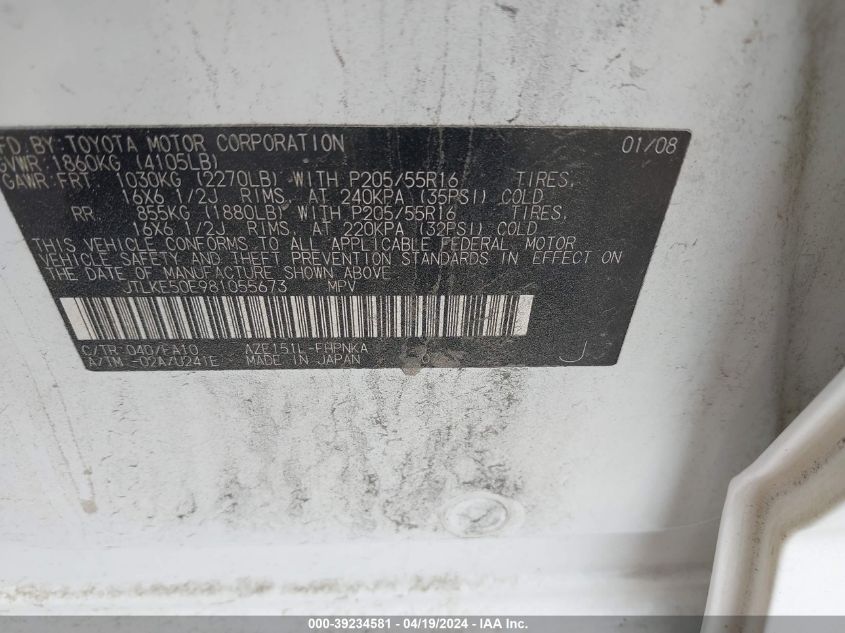 FD.BY TOYOTA MOTOR CORPORATION 01/08
GVWR 1860KG (4105LB)
GAWR FRT 1030KG (2270LB) WITH P205/55R16 TIRES,
16X6 1/2J RIMS, AT 240KPA (35PSI) COLD
RR. 855KG (1880LB) WITH P205/55R16 TIRES,
16X6 1/2J RIMS, AT 220KPA (32PSI) COLD
THIS VEHICLE CONFORMS TO ALL APPLICABLE FEDERAL MOTOR
VEHICLE SAFETY AND THEFT PREVENTION STANDARDS IN EFFECT ON
THE DATE OF MANUFACTURE SHOWN ABOVE.
JTLKE50E981055673 MPV
C/TR 040/FA10 AZE151L-FHPNKA
A/TM -02A/U241E MADE IN JAPAN J
000-39234581 - 04/19/2024 - IAA Inc.